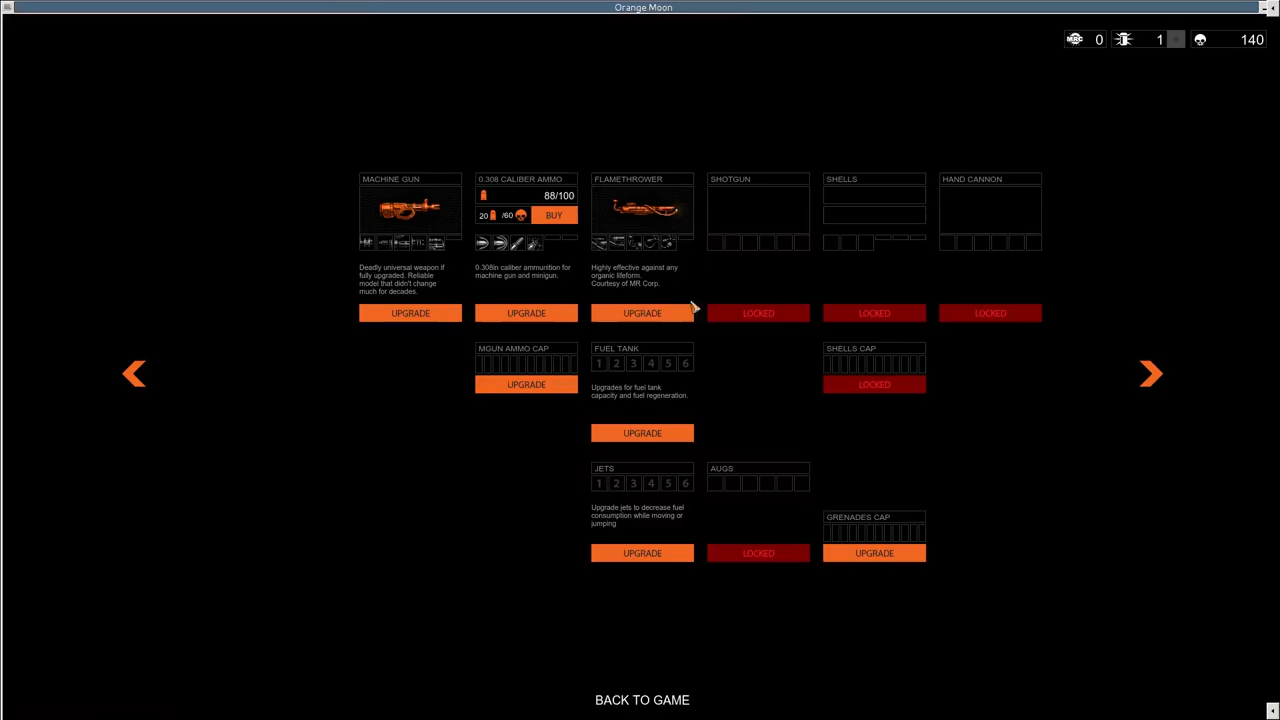 Orange Moon
MRC 0 1 140
MACHINE GUN
Deadly universal weapon if
fully upgraded. Reliable
model that didn't change
much for decades.
UPGRADE
0.308 CALIBER AMMO
88/100
20 /60 BUY
0.308in caliber ammunition for
machine gun and minigun.
UPGRADE
FLAMETHROWER
Highly effective against any
organic lifeform.
Courtesy of MR Corp.
UPGRADE
SHOTGUN
LOCKED
SHELLS
LOCKED
HAND CANNON
LOCKED
MGUN AMMO CAP
UPGRADE
FUEL TANK
1 2 3 4 5 6
Upgrades for fuel tank
capacity and fuel regeneration.
UPGRADE
SHELLS CAP
LOCKED
JETS
1 2 3 4 5 6
Upgrade jets to decrease fuel
consumption while moving or
jumping
UPGRADE
AUGS
LOCKED
GRENADES CAP
UPGRADE
BACK TO GAME